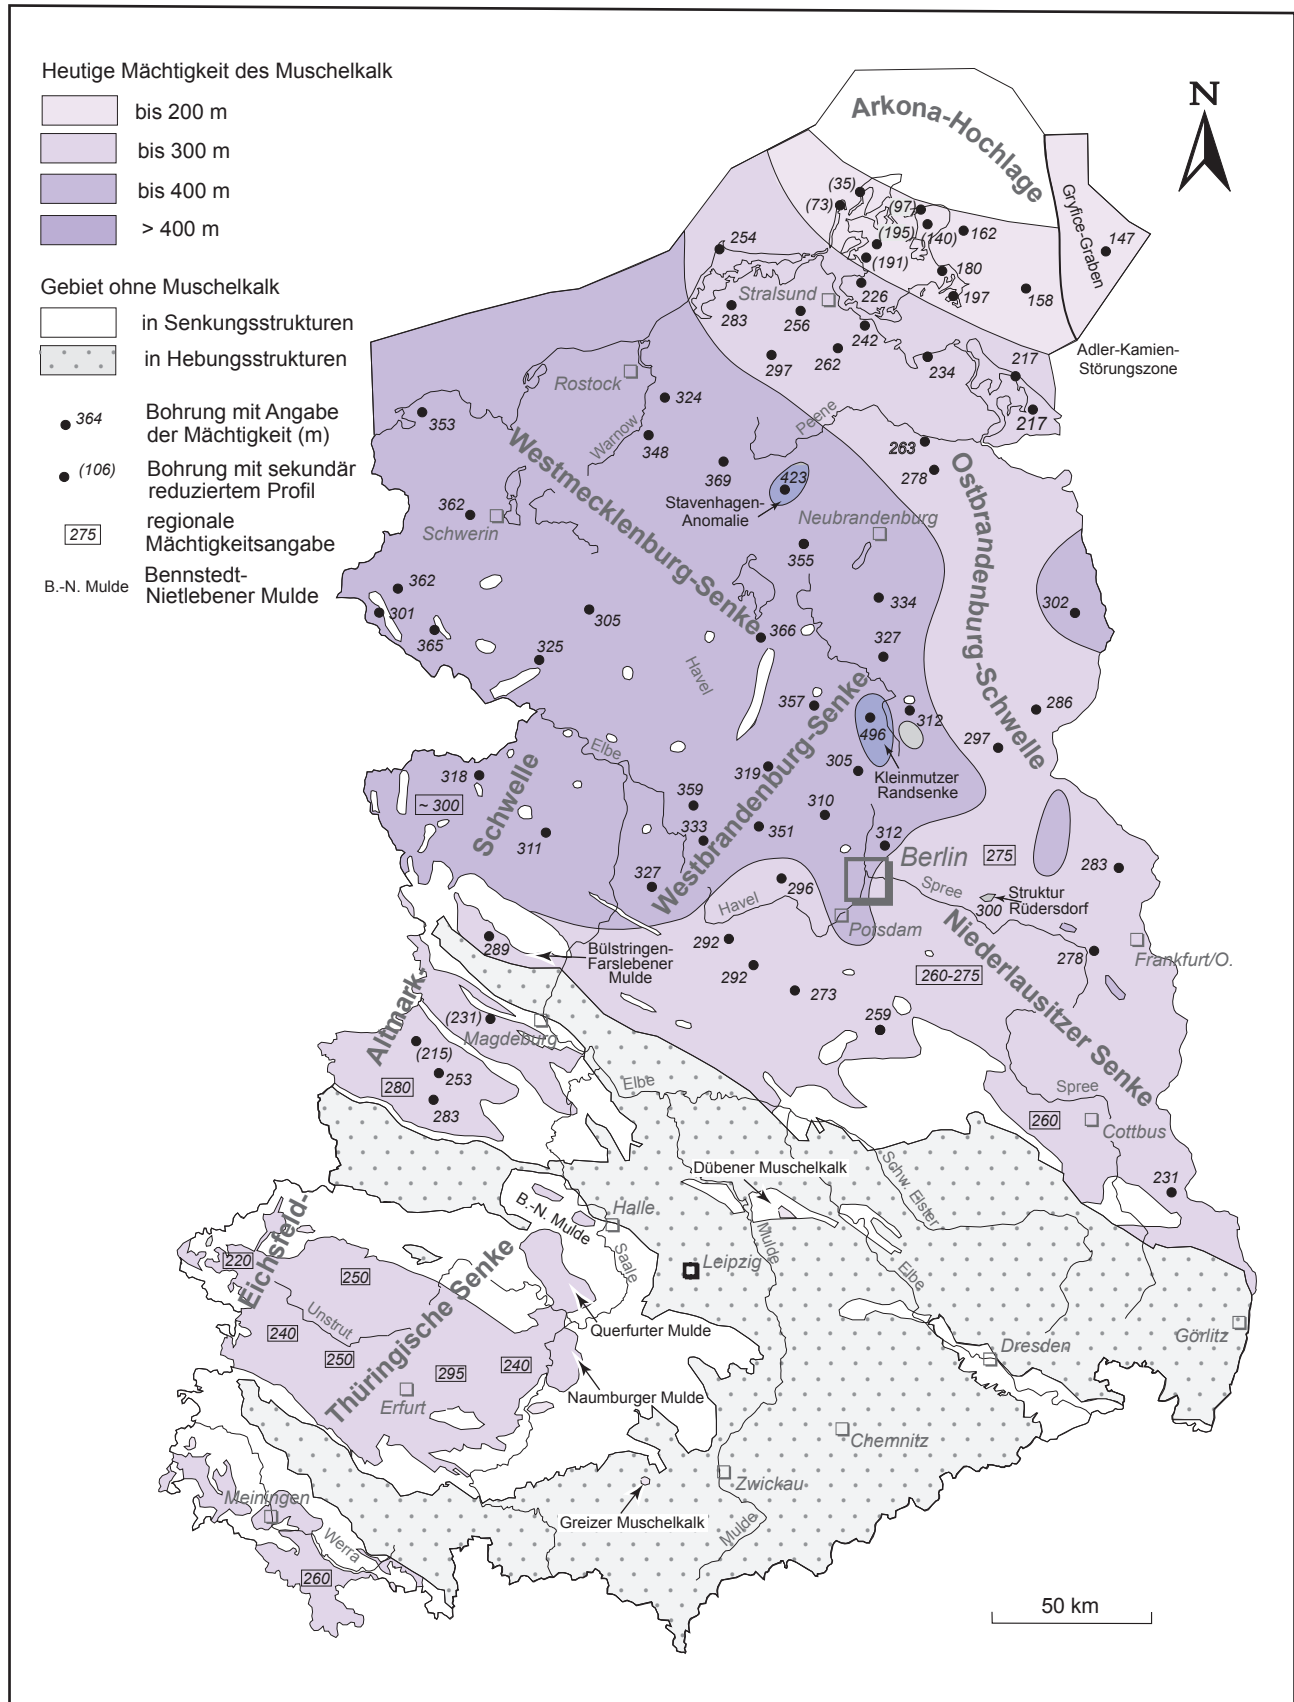 Heutige Mächtigkeit des Muschelkalk
bis 200 m
bis 300 m
bis 400 m
> 400 m
Gebiet ohne Muschelkalk
in Senkungsstrukturen
in Hebungsstrukturen
364
Bohrung mit Angabe
der Mächtigkeit (m)
(106)
Bohrung mit sekundär
reduziertem Profil
275
regionale
Mächtigkeitsangabe
B.-N. Mulde
Bennstedt-
Nietlebener Mulde
N
Arkona-Hochlage
Gryfice-Graben
Adler-Kamien-
Störungszone
(35)
(73)
(97)
(195)
(140)
162
147
(191)
180
254
226
197
158
Stralsund
283
256
242
262
297
234
217
217
Rostock
324
353
Warnow
Peene
348
263
369
278
423
Stavenhagen-
Anomalie
Westmecklenburg-Senke
Ostbrandenburg-Schwelle
362
Schwerin
Neubrandenburg
355
362
334
301
305
302
365
366
325
327
Havel
357
312
286
496
297
Elbe
Kleinmutzer
Randsenke
318
319
305
~ 300
359
310
Schwelle
311
333
351
312
Westbrandenburg-Senke
Berlin
275
283
327
296
Spree
300
Struktur
Rüdersdorf
Havel
Porsdam
Niederlausitzer Senke
Frankfurt/O.
289
Bülstringen-
Farslebener
Mulde
292
292
278
260-275
273
Altmark-
(231)
Magdeburg
259
(215)
253
280
283
Elbe
Spree
260
Cottbus
231
Dübener Muschelkalk
Schw. Elster
B.-N. Mulde
Halle
Saale
Mulde
Eichsfeld-
220
250
Leipzig
Elbe
Unstrut
Thüringische Senke
Querfurter Mulde
240
250
295
240
Görlitz
Dresden
Erfurt
Naumburger Mulde
Chemnitz
Zwickau
Meiningen
Greizer Muschelkalk
Mulde
Werra
260
50 km